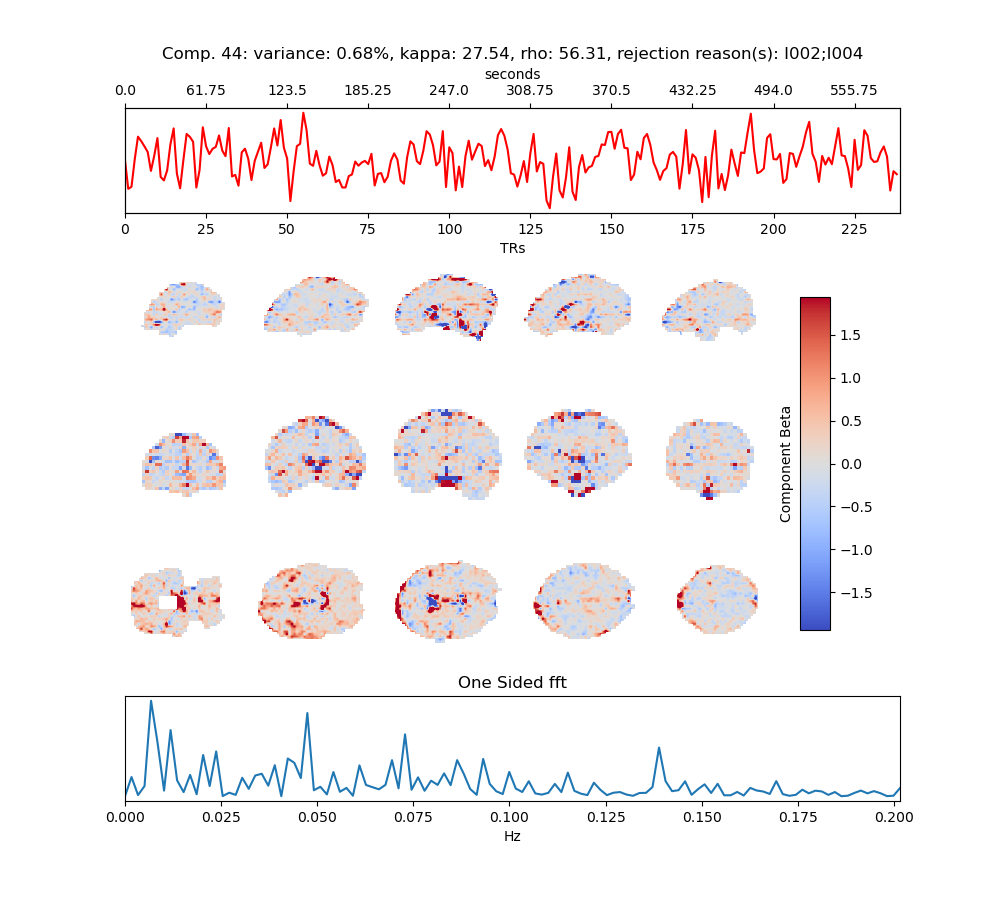 Comp. 44: variance: 0.68%, kappa: 27.54, rho: 56.31, rejection reason(s): I002;I004
seconds
0.0 61.75 123.5 185.25 247.0 308.75 370.5 432.25 494.0 555.75
0 25 50 75 100 125 150 175 200 225
TRs
1.5
1.0
0.5
0.0
−0.5
−1.0
−1.5
Component Beta
One Sided fft
0.000 0.025 0.050 0.075 0.100 0.125 0.150 0.175 0.200
Hz